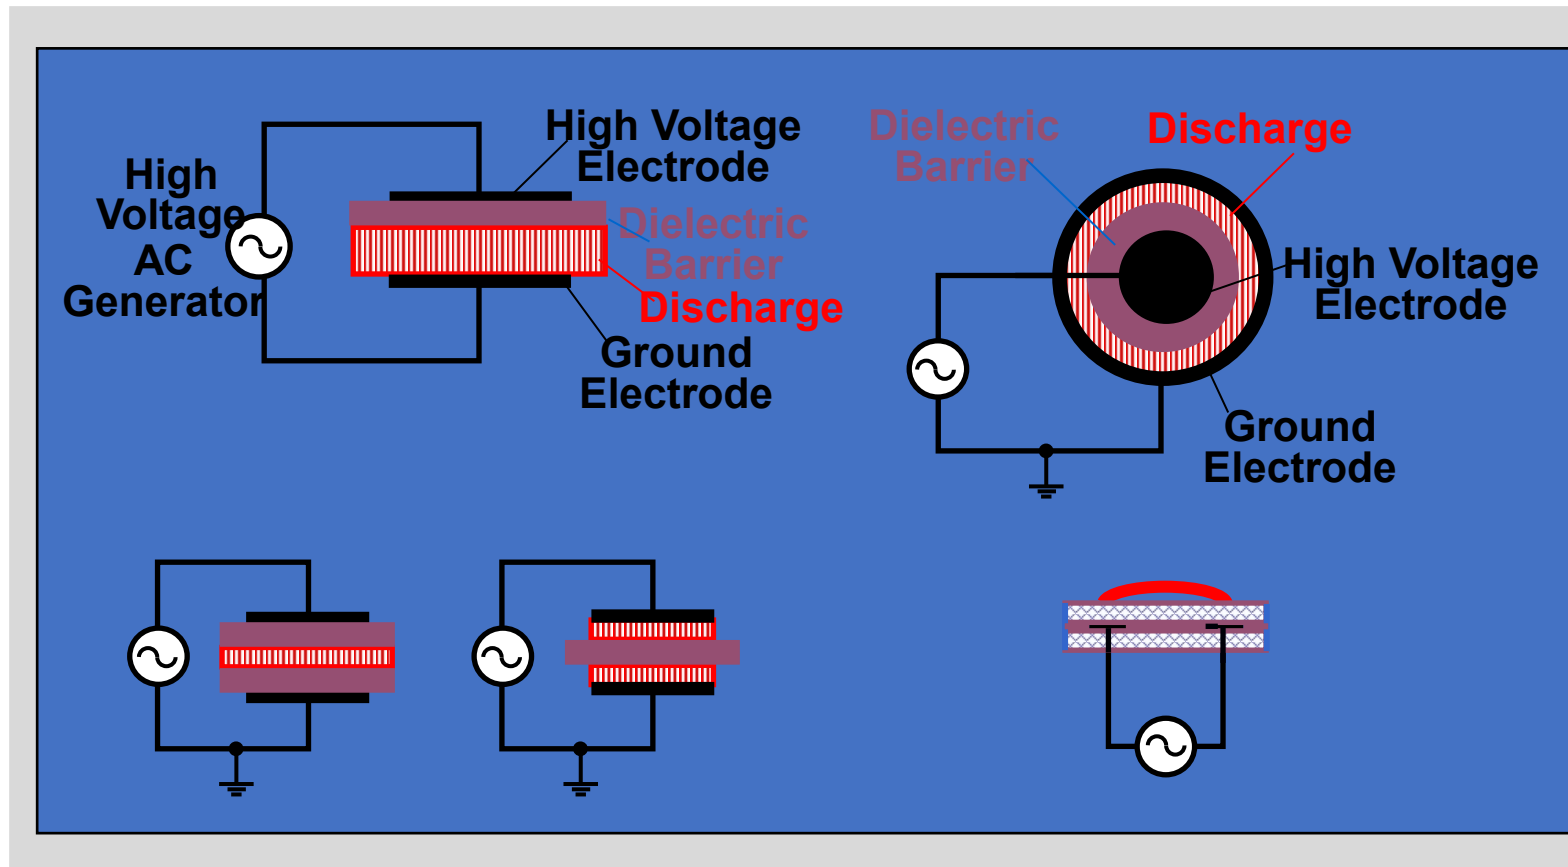 High
Voltage
AC
Generator
High Voltage
Electrode
Dielectric
Barrier
Discharge
Ground
Electrode
Dielectric
Barrier
Discharge
High Voltage
Electrode
Ground
Electrode